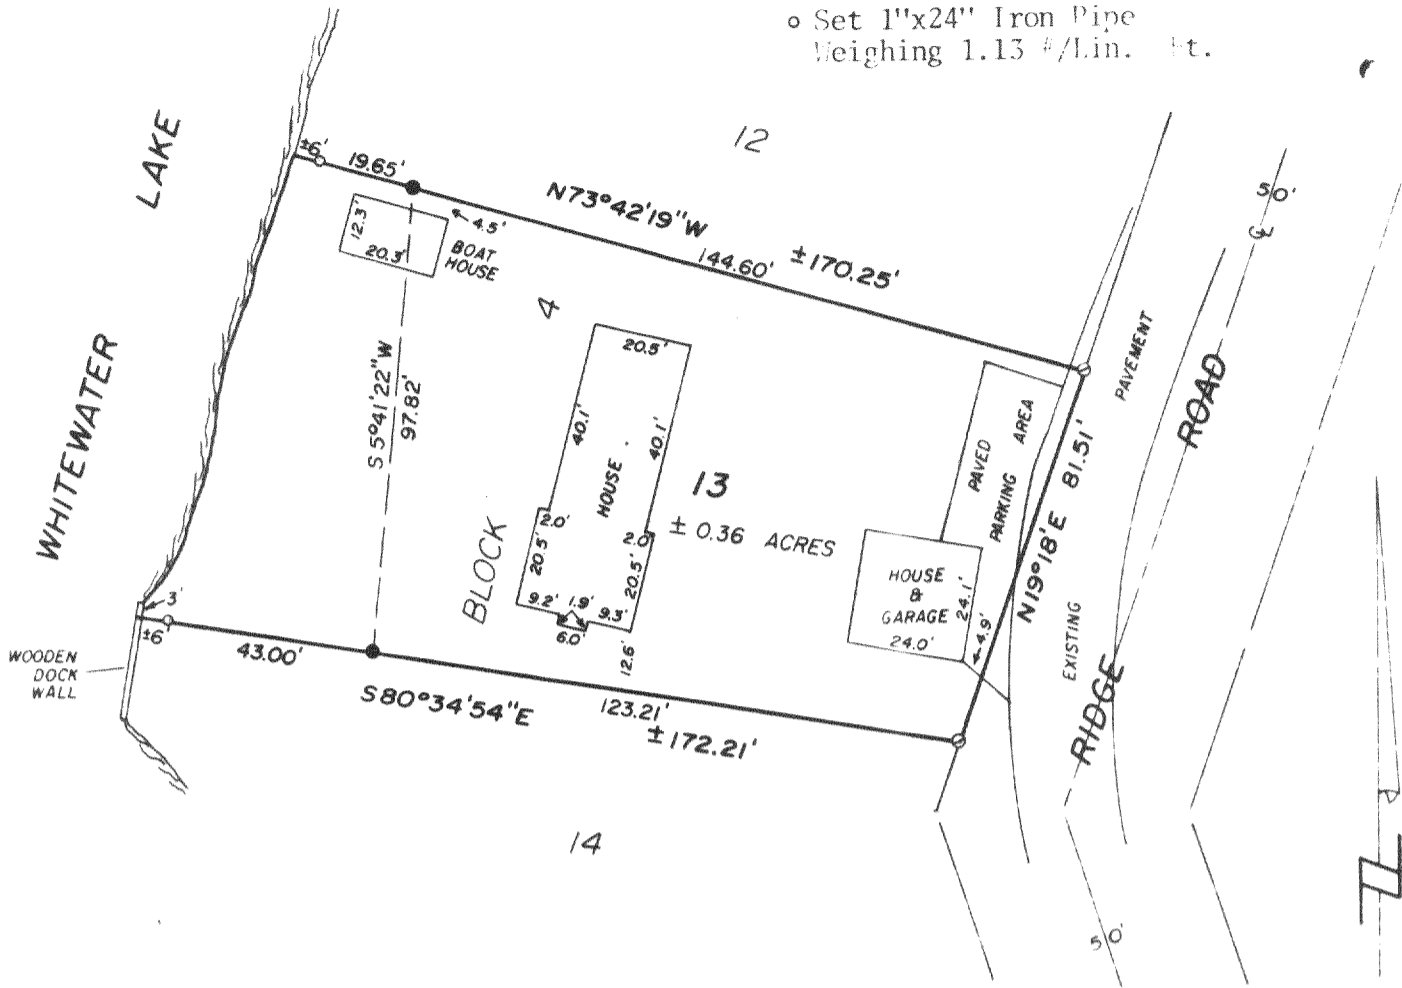 o Set 1"x24" Iron Pipe
Weighing 1.13 #/Lin. Ft.
LAKE
WHITEWATER
12
±6'
19.65'
N73°42'19"W
144.60'
±170.25'
50'
℄
12.3'
20.3'
4.5'
BOAT
HOUSE
4
S 5°41'22"W
97.82'
20.5'
40.1'
40.1'
HOUSE
2.0'
2.0'
20.5'
20.5'
9.2'
1.9'
9.3'
6.0'
12.6'
BLOCK
13
± 0.36 ACRES
PAVED
PARKING AREA
HOUSE
&
GARAGE
24.1'
24.0'
4.9'
N19°18'E 81.51'
PAVEMENT
EXISTING
ROAD
RIDGE
3'
±6'
43.00'
S80°34'54"E
123.21'
±172.21'
WOODEN
DOCK
WALL
14
50'
N